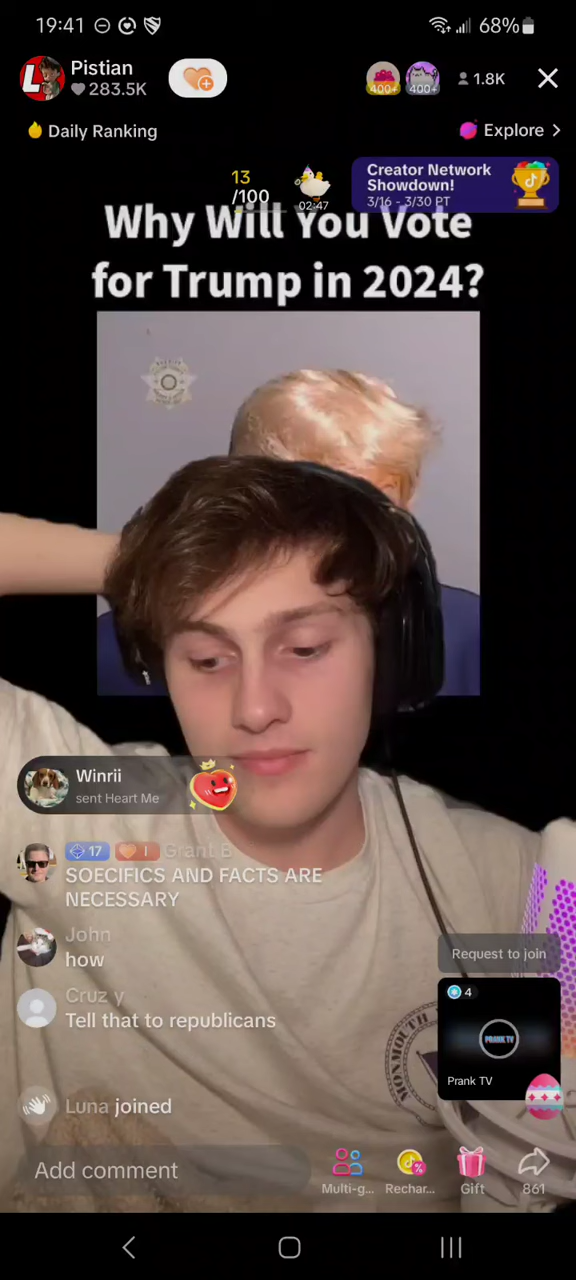 19:41
68%
Pistian
283.5K
400+
400+
1.8K
Daily Ranking
Explore >
13
/100
02:47
Creator Network
Showdown!
3/16 - 3/30 PT
Why Will You Vote
for Trump in 2024?
Winrii
sent Heart Me
17
I
Grant B
SOECIFICS AND FACTS ARE
NECESSARY
John
how
Cruz y
Tell that to republicans
Luna joined
Request to join
4
PRANK TV
Prank TV
MONMOUTH
Add comment
Multi-g...
Rechar...
Gift
861